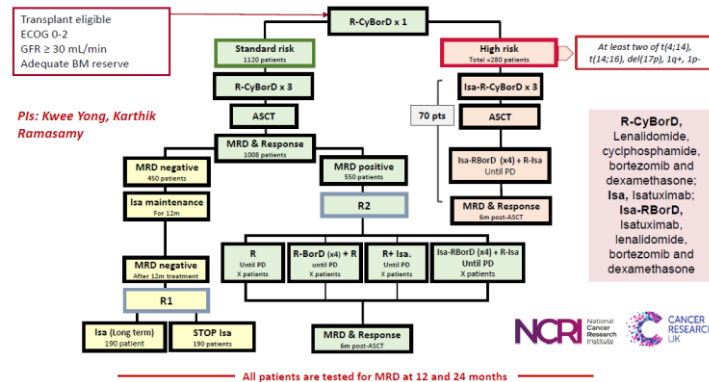 Transplant eligible
ECOG 0-2
GFR ≥ 30 mL/min
Adequate BM reserve
R-CyBorD x 1
Standard risk
1120 patients
High risk
Total =280 patients
At least two of t(4;14),
t(14;16), del(17p), 1q+, 1p-
R-CyBorD x 3
Isa-R-CyBorD x 3
PIs: Kwee Yong, Karthik
Ramasamy
ASCT
70 pts
ASCT
MRD & Response
1008 patients
MRD negative
450 patients
MRD positive
550 patients
Isa-RBorD (x4) + R-Isa
Until PD
Isa maintenance
For 12m
R2
MRD & Response
6m post-ASCT
R-CyBorD,
Lenalidomide,
cyclphosphamide,
bortezomib and
dexamethasone;
Isa, Isatuximab;
Isa-RBorD,
Isatuximab,
lenalidomide,
bortezomib and
dexamethasone
MRD negative
After 12m treatment
R
Until PD
X patients
R-BorD (x4) + R
until PD
X patients
R+ Isa.
Until PD
X patients
Isa-RBorD (x4) + R-Isa
Until PD
X patients
R1
Isa (Long term)
190 patient
STOP Isa
190 patients
MRD & Response
6m post-ASCT
NCRI
National
Cancer
Research
Institute
CANCER
RESEARCH
UK
All patients are tested for MRD at 12 and 24 months